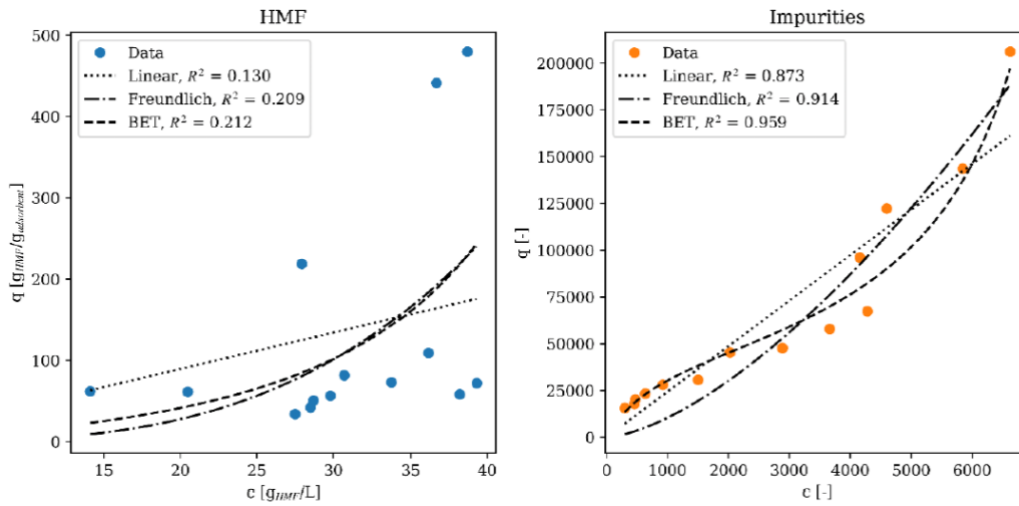 HMF
500
400
300
200
100
0
q [g_HMF/g_adsorbent]
Data
Linear, R² = 0.130
Freundlich, R² = 0.209
BET, R² = 0.212
15 20 25 30 35 40
c [g_HMF/L]
Impurities
200000
175000
150000
125000
100000
75000
50000
25000
0
q [-]
Data
Linear, R² = 0.873
Freundlich, R² = 0.914
BET, R² = 0.959
0 1000 2000 3000 4000 5000 6000
c [-]